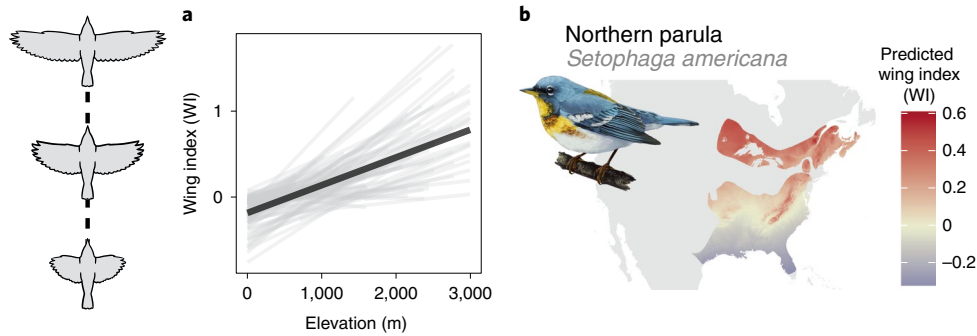 a
Wing index (WI)
1
0
0
1,000
2,000
3,000
Elevation (m)
b
Northern parula
Setophaga americana
Predicted
wing index
(WI)
0.6
0.4
0.2
0
–0.2